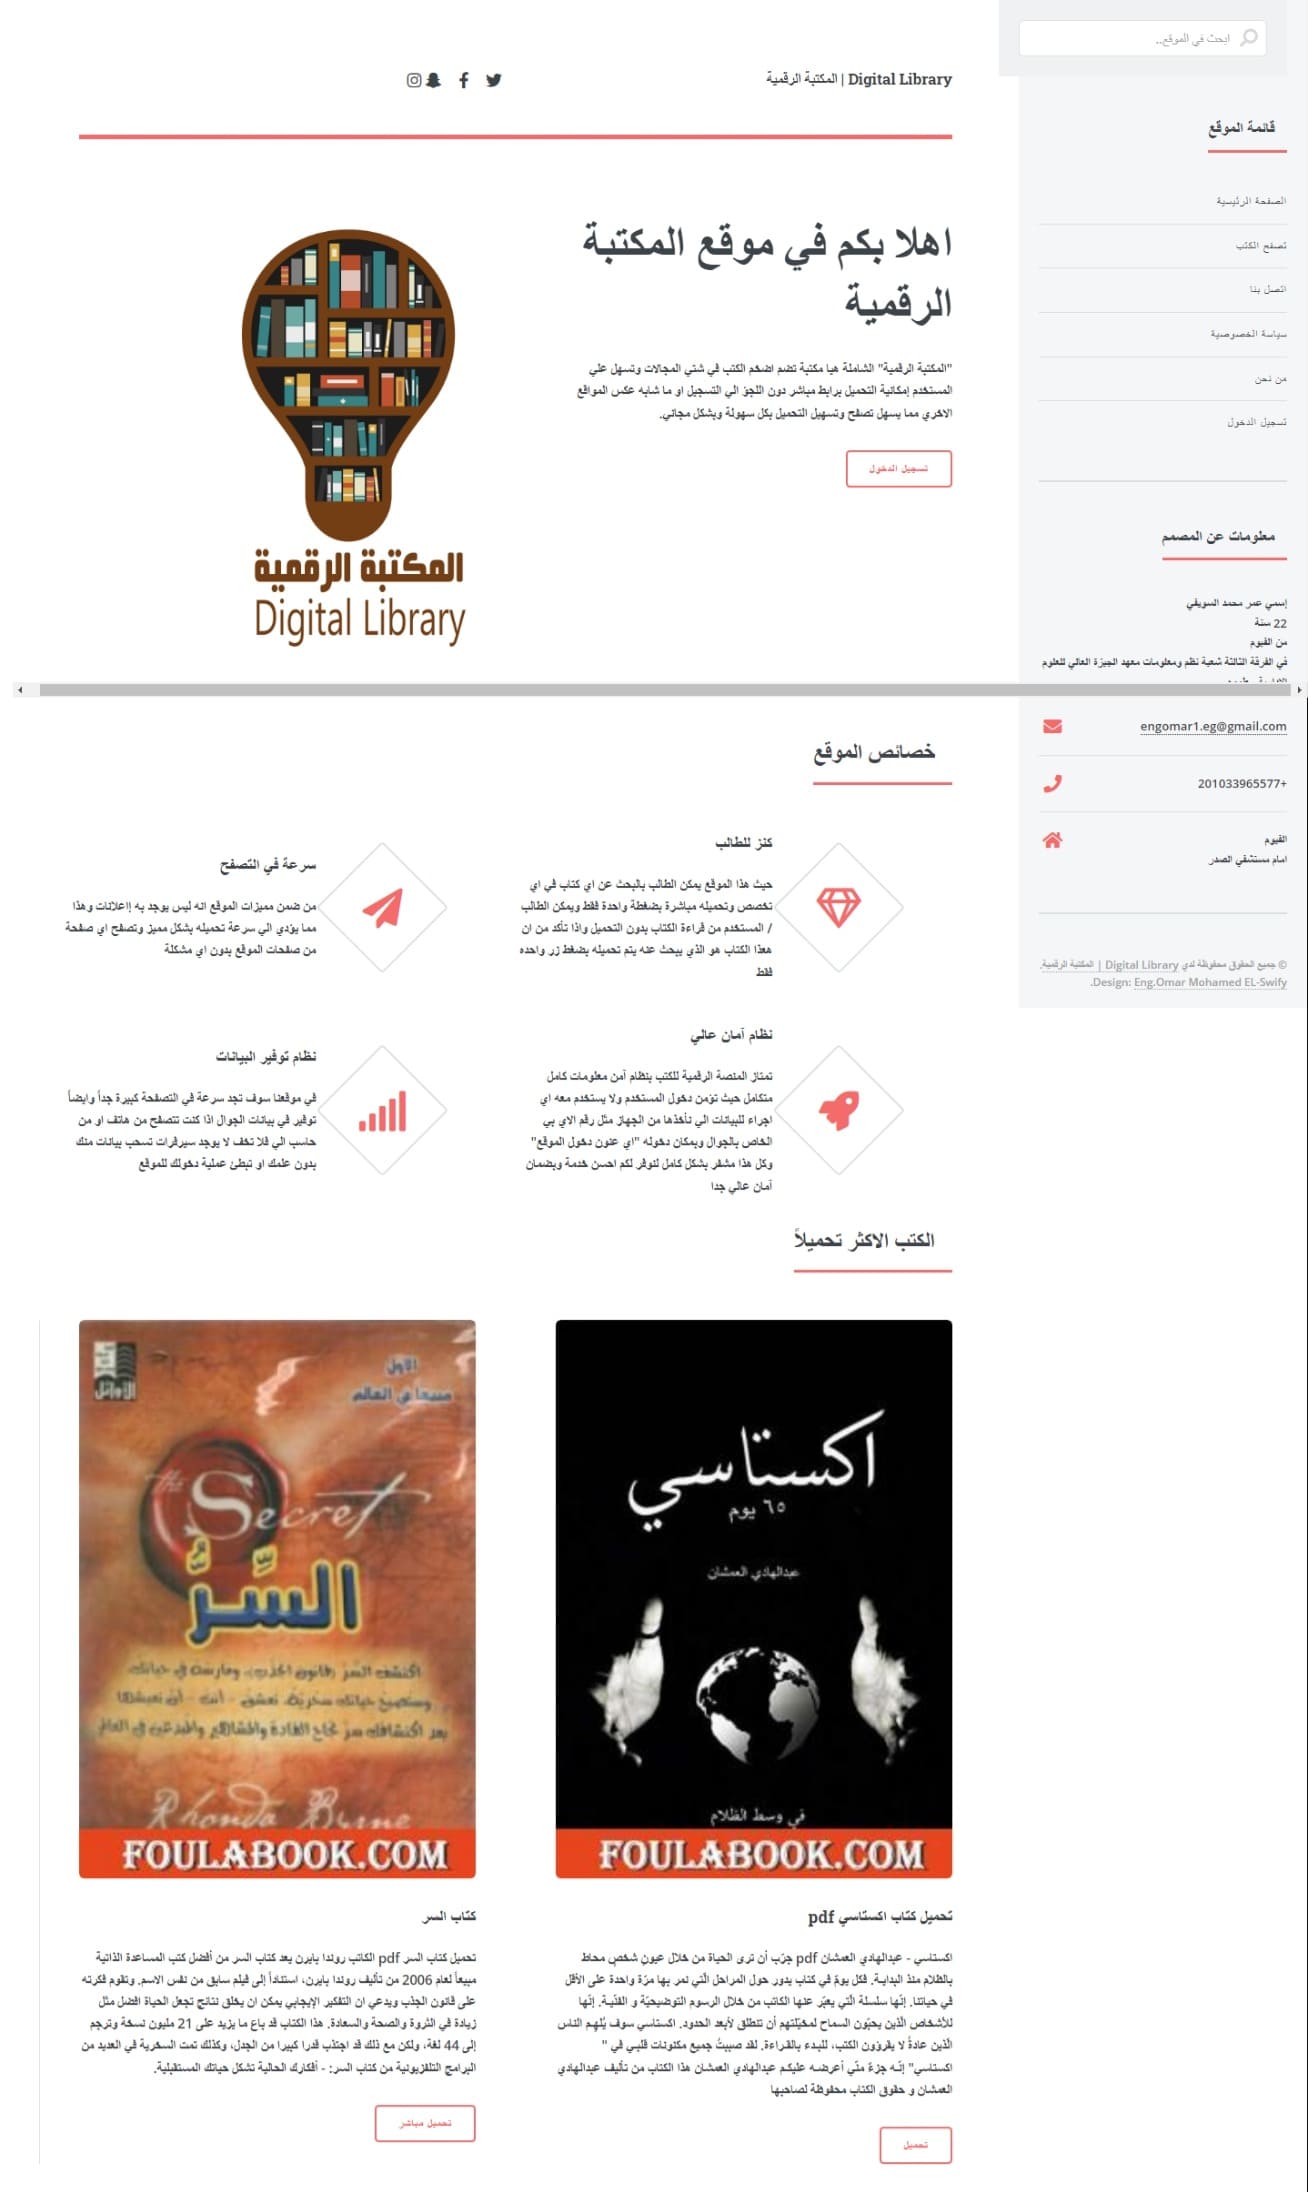 ابحث في الموقع..
قائمة الموقع
الصفحة الرئيسية
تصفح الكتب
اتصل بنا
سياسة الخصوصية
من نحن
تسجيل الدخول
معلومات عن المصمم
إسمي عمر محمد السويفي
22 سنة
من الفيوم
في الفرقة الثالثة شعبة نظم ومعلومات معهد الجيزة العالي للعلوم
engomar1.eg@gmail.com
201033965577+
الفيوم
امام مستشفي الصدر
© جميع الحقوق محفوظة لدي Digital Library | المكتبة الرقمية.
Design: Eng.Omar Mohamed EL-Swify.
Digital Library | المكتبة الرقمية
اهلا بكم في موقع المكتبة
الرقمية
"المكتبة الرقمية" الشاملة هيا مكتبة تضم اضخم الكتب في شتي المجالات وتسهل علي
المستخدم إمكانية التحميل برابط مباشر دون اللجؤ الي التسجيل او ما شابه عكس المواقع
الاخري مما يسهل تصفح وتسهيل التحميل بكل سهولة وبشكل مجاني.
تسجيل الدخول
المكتبة الرقمية
Digital Library
خصائص الموقع
كنز للطالب
حيث هذا الموقع يمكن الطالب بالبحث عن اي كتاب في اي
تخصص وتحميله مباشرة بضغطة واحدة فقط ويمكن الطالب
/ المستخدم من قراءة الكتاب بدون التحميل واذا تأكد من ان
هذا الكتاب هو الذي يبحث عنه يتم تحميله بضغط زر واحده
فقط
سرعة في التصفح
من ضمن مميزات الموقع انه ليس يوجد به إاعلانات وهذا
مما يؤدي الي سرعة تحميله بشكل مميز وتصفح اي صفحة
من صفحات الموقع بدون اي مشكلة
نظام آمان عالي
تمتاز المنصة الرقمية للكتب بنظام آمن معلومات كامل
متكامل حيث تؤمن دخول المستخدم ولا يستخدم معه اي
اجراء للبيانات الي تأخذها من الجهاز مثل رقم الاي بي
الخاص بالجوال وبمكان دخوله "اي عنون دخول الموقع"
وكل هذا مشفر بشكل كامل لنوفر لكم احسن خدمة وبضمان
آمان عالي جدا
نظام توفير البيانات
في موقعنا سوف تجد سرعة في التصفحة كبيرة جداً وايضاً
توفير في بيانات الجوال اذا كنت تتصفح من هاتف او من
حاسب الي فلا تخف لا يوجد سيرفرات تسحب بيانات منك
بدون علمك او تبطئ عملية دخولك للموقع
الكتب الاكثر تحميلاً
اكستاسي
٦٥ يوم
عبدالهادي العمشان
في وسط الظلام
FOULABOOK.COM
تحميل كتاب اكستاسي pdf
اكستاسي - عبدالهادي العمشان pdf جرّب أن ترى الحياة من خلال عيونِ شخصٍ محاط
بالظلام منذ البداية. فكل يومٌ في كتاب يدور حول المراحل الّتي نمر بها مرّة واحدة على الأقل
في حياتنا. إنّها سلسلة الّتي يعبّر عنها الكاتب من خلال الرسوم التوضيحيّة و الفنّية. إنّها
للأشخاص الّذين يحبّون السماح لمخيّلتهم أن تنطلق لأبعد الحدود. اكستاسي سوف يُلهم الناس
الّذين عادةً لا يقرؤون الكتب، للبدء بالقراءة. لقد صببتُ جميع مكنونات قلبي في "
اكستاسي" إنّه جزءٌ منّي أعرضه عليكم عبدالهادي العمشان هذا الكتاب من تأليف عبدالهادي
العمشان و حقوق الكتاب محفوظة لصاحبها
تحميل
الأوائل
الأول
مبيعاً في العالم
the Secret
السِّرُّ
اكتشف السر (قانون الجذب)، ومارسه في حياتك
وستصبح حياتك سحرية، تعشق - أنت - أن تعيشها
بعد اكتشافك سر نجاح القادة والمشاهير والمبدعين في العالم
Rhonda Byrne
FOULABOOK.COM
كتاب السر
تحميل كتاب السر pdf الكاتب روندا بايرن يعد كتاب السر من أفضل كتب المساعدة الذاتية
مبيعاً لعام 2006 من تأليف روندا بايرن، استناداً إلى فيلم سابق من نفس الاسم. وتقوم فكرته
على قانون الجذب ويدعي ان التفكير الإيجابي يمكن ان يخلق نتائج تجعل الحياة افضل مثل
زيادة في الثروة والصحة والسعادة. هذا الكتاب قد باع ما يزيد على 21 مليون نسخة وترجم
إلى 44 لغة، ولكن مع ذلك قد اجتذب قدرا كبيرا من الجدل، وكذلك تمت السخرية في العديد من
البرامج التلفزيونية من كتاب السر: - أفكارك الحالية تشكل حياتك المستقبلية.
تحميل مباشر